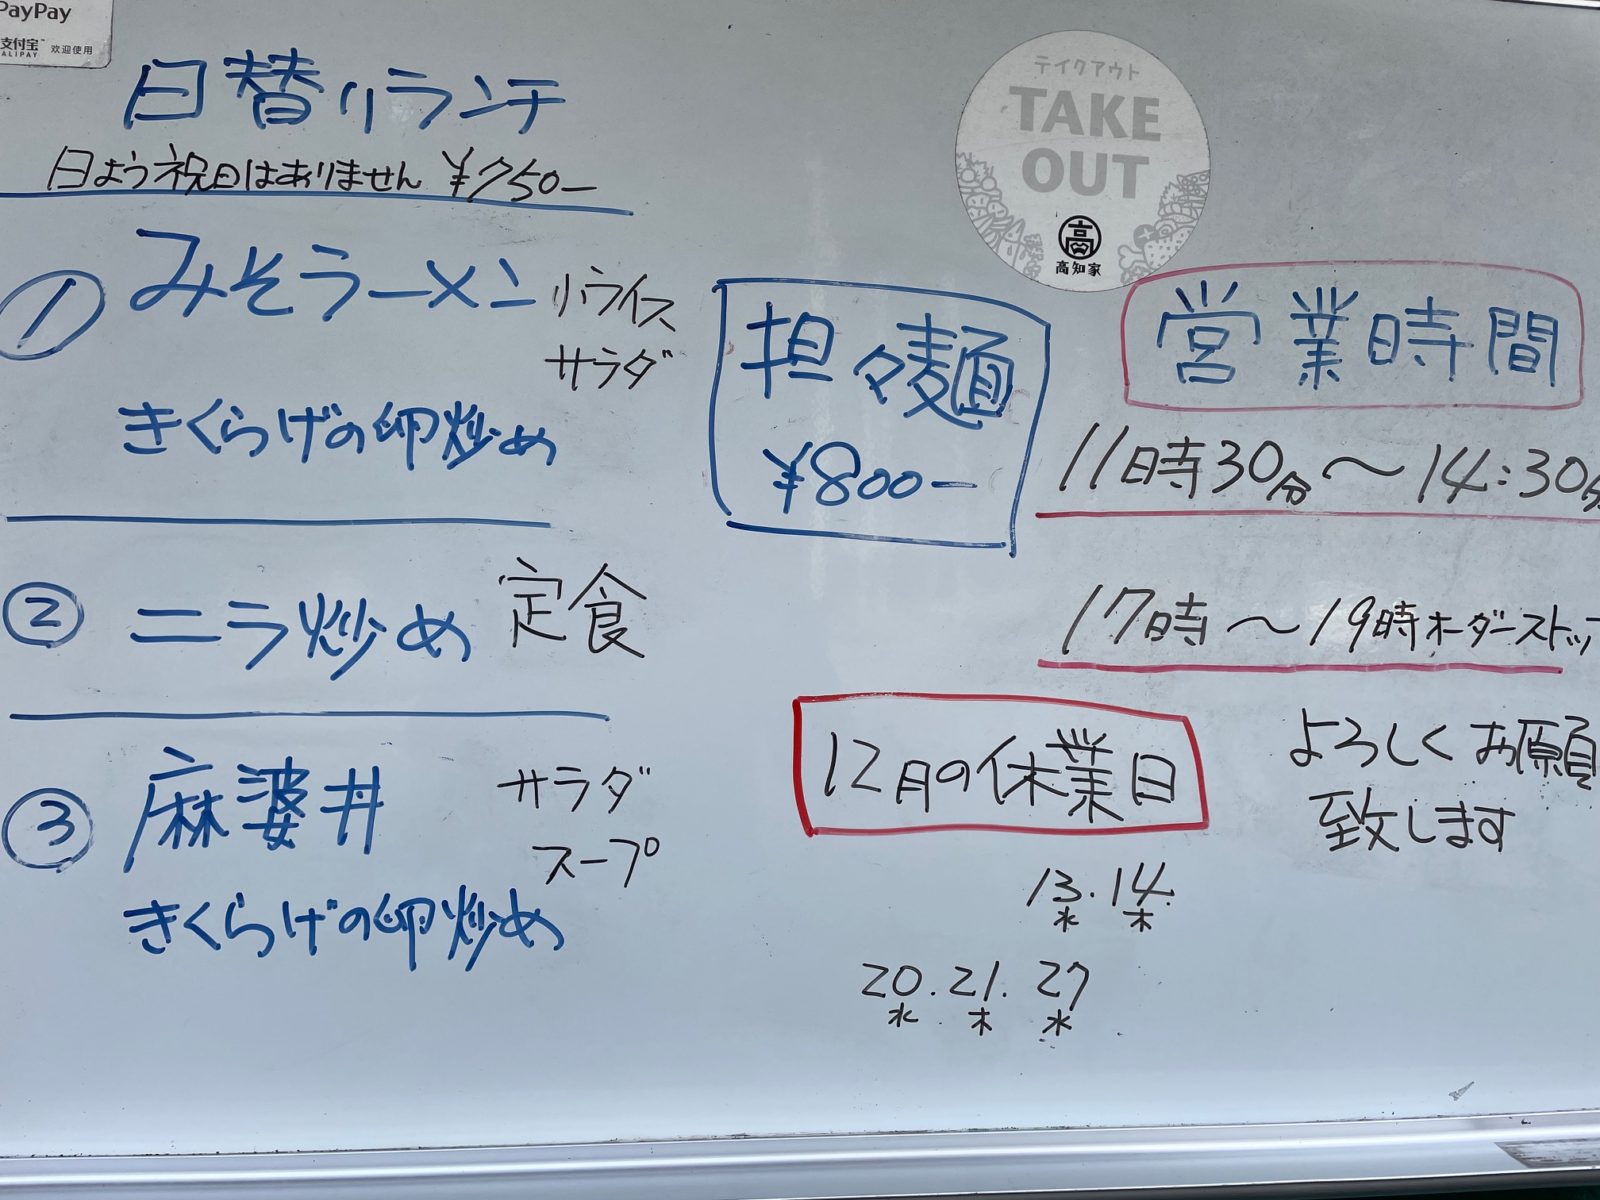 PayPay
支付宝 欢迎使用
ALIPAY
日替りランチ
日よう祝日はありません ¥750-
① みそラーメン 小ライス
サラダ
きくらげの卵炒め
② ニラ炒め 定食
③ 麻婆丼 サラダ
スープ
きくらげの卵炒め
担々麺
¥800-
テイクアウト
TAKE
OUT
高
高知家
営業時間
11時30分〜14:30分
17時〜19時オーダーストップ
よろしくお願
致します
12月の休業日
13.14.
水 木
20.21.27
水 木 水